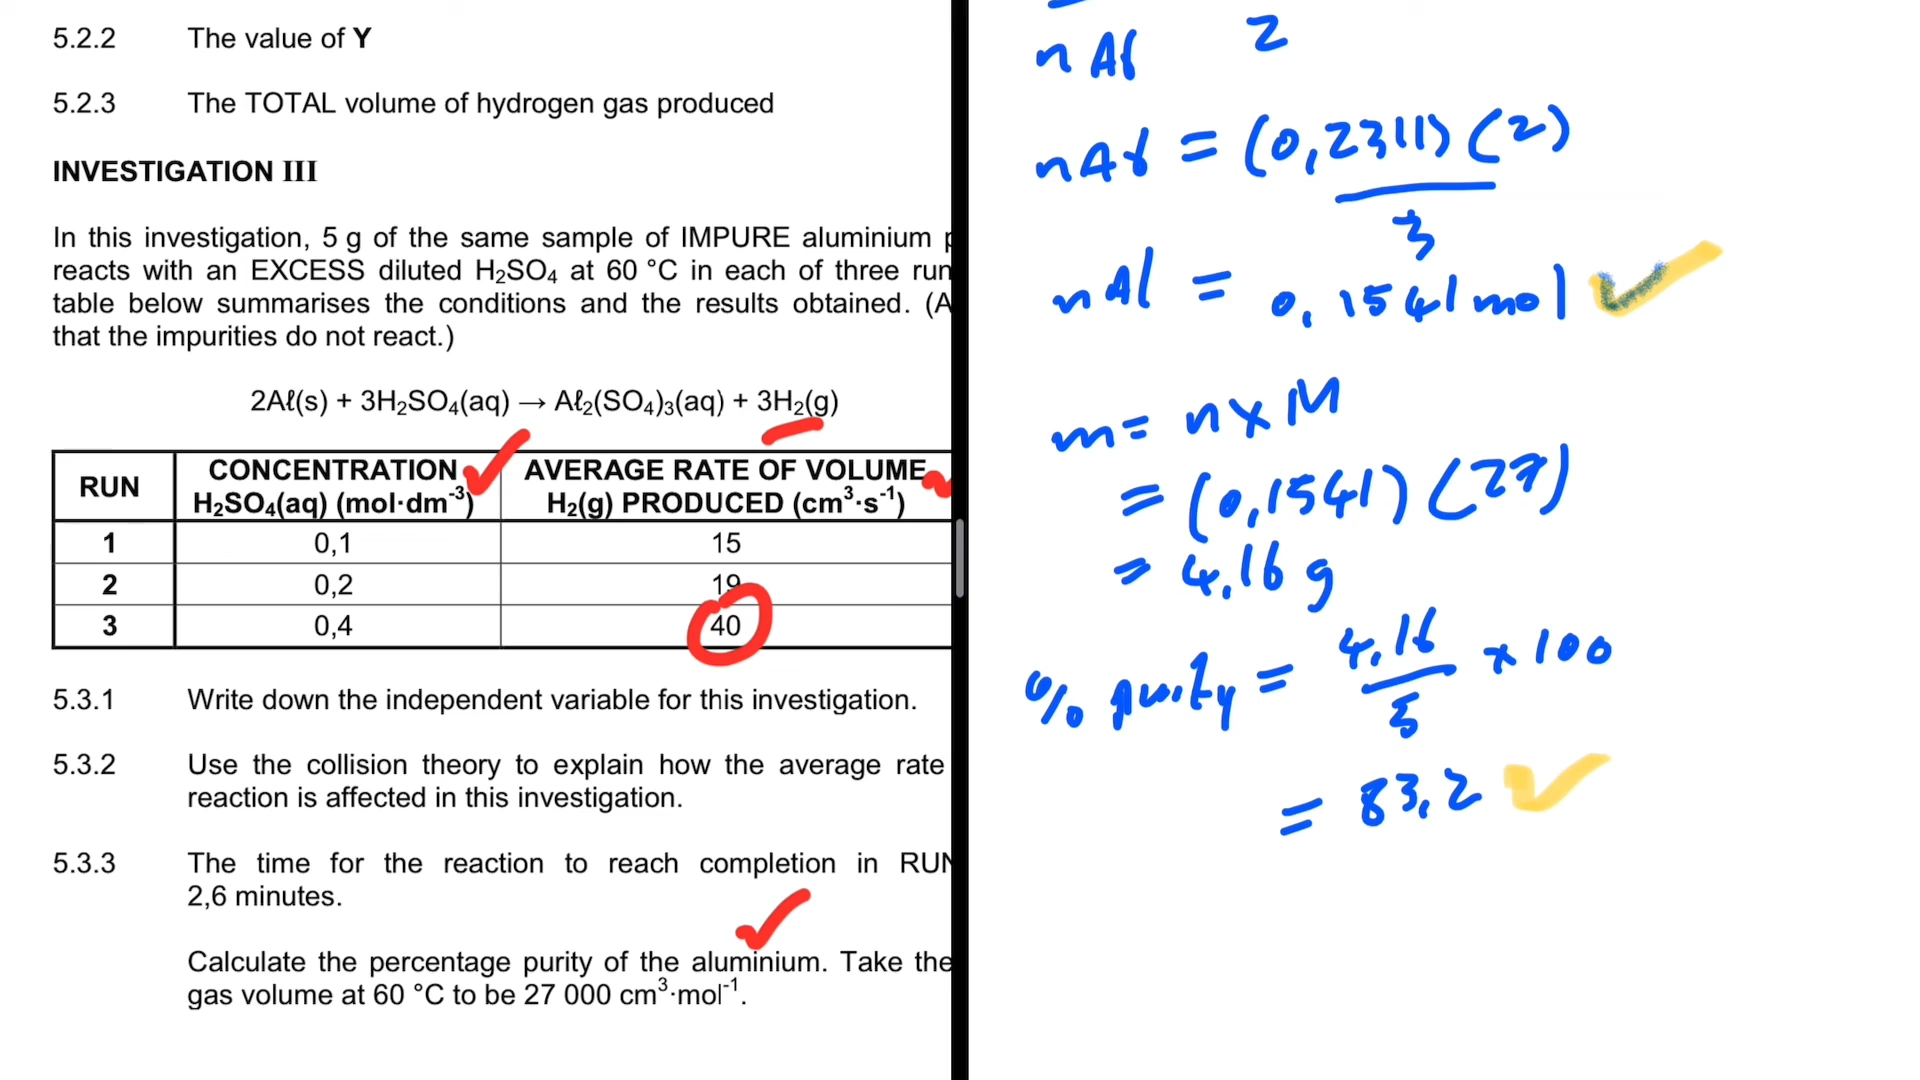 5.2.2 The value of Y
5.2.3 The TOTAL volume of hydrogen gas produced
INVESTIGATION III
In this investigation, 5 g of the same sample of IMPURE aluminium
reacts with an EXCESS diluted H₂SO₄ at 60 °C in each of three
table below summarises the conditions and the results obtained.
that the impurities do not react.)
2Aℓ(s) + 3H₂SO₄(aq) → Aℓ₂(SO₄)₃(aq) + 3H₂(g)
RUN CONCENTRATION H₂SO₄(aq) (mol·dm⁻³) AVERAGE RATE OF VOLUME H₂(g) PRODUCED (cm³·s⁻¹)
1 0,1 15
2 0,2 19
3 0,4 40
5.3.1 Write down the independent variable for this investigation.
5.3.2 Use the collision theory to explain how the average rate
reaction is affected in this investigation.
5.3.3 The time for the reaction to reach completion in RUN
2,6 minutes.
Calculate the percentage purity of the aluminium. Take the
gas volume at 60 °C to be 27 000 cm³·mol⁻¹.
nAl 2
nAl = (0,2311)(2)
3
nAl = 0,1541 mol
m = n × M
= (0,1541)(27)
= 4,16 g
% purity = 4,16 × 100
5
= 83,2